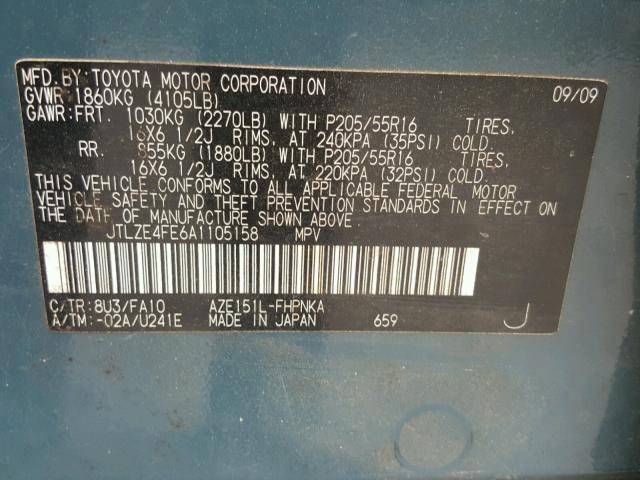 MFD. BY: TOYOTA MOTOR CORPORATION 09/09
GVWR: 1860KG (4105LB)
GAWR: FRT. 1030KG (2270LB) WITH P205/55R16 TIRES,
16X6 1/2J RIMS, AT 240KPA (35PSI) COLD.
RR. 855KG (1880LB) WITH P205/55R16 TIRES,
16X6 1/2J RIMS, AT 220KPA (32PSI) COLD.
THIS VEHICLE CONFORMS TO ALL APPLICABLE FEDERAL MOTOR
VEHICLE SAFETY AND THEFT PREVENTION STANDARDS IN EFFECT ON
THE DATE OF MANUFACTURE SHOWN ABOVE.
JTLZE4FE6A1105158 MPV
C/TR: 8U3/FA10 AZE151L-FHPNKA
A/TM: -02A/U241E MADE IN JAPAN 659 J